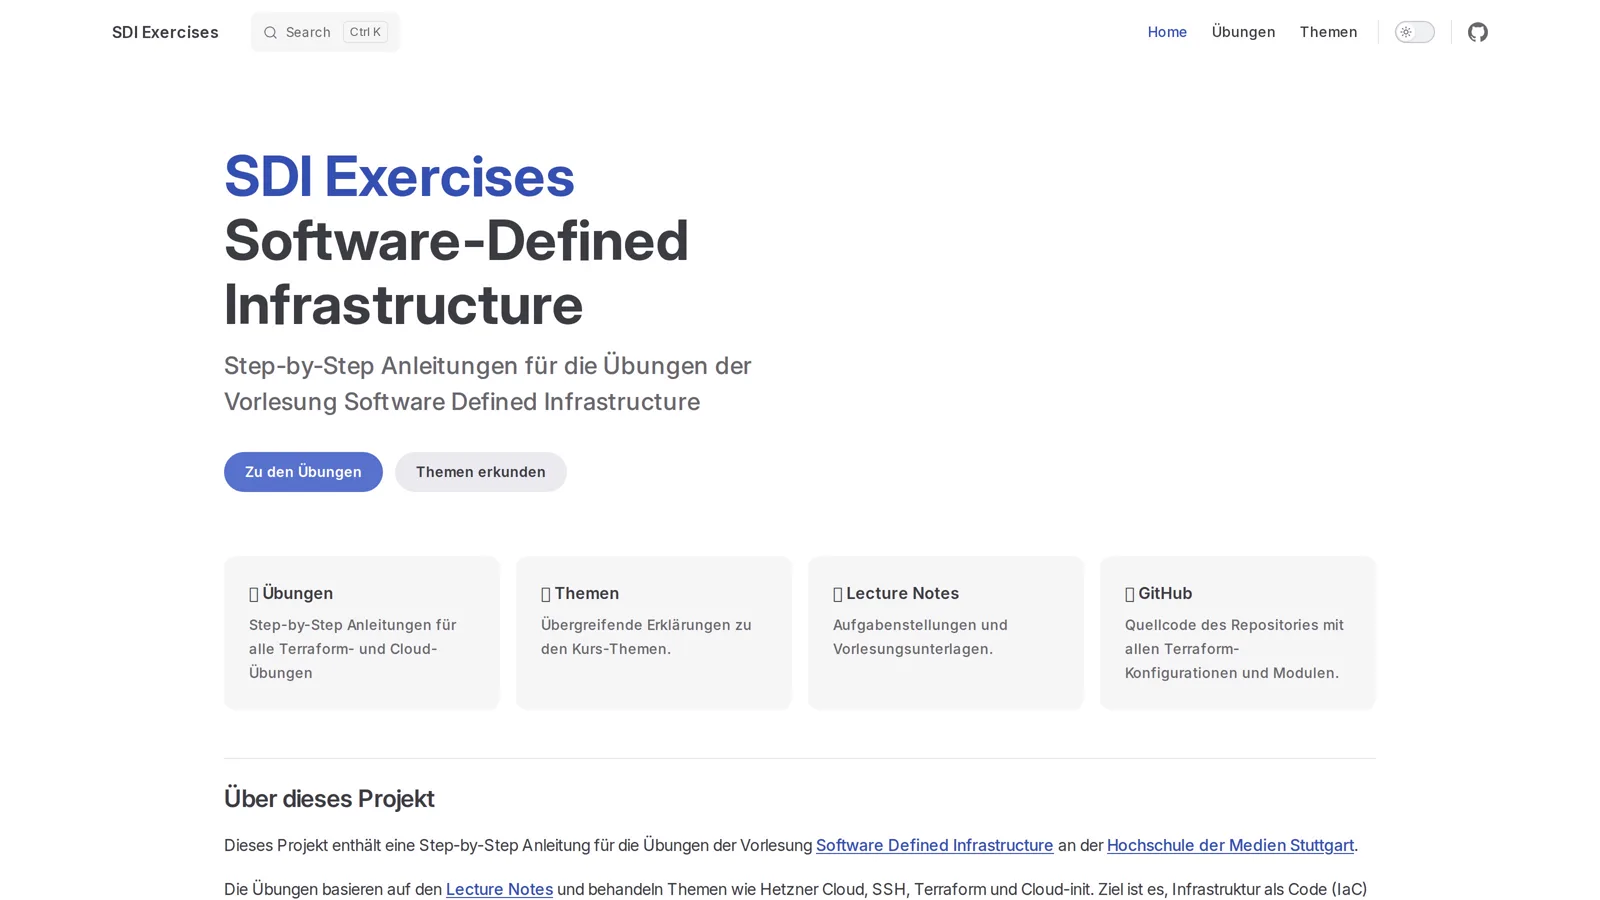 SDI Exercises
Search Ctrl K
Home Übungen Themen
SDI Exercises
Software-Defined
Infrastructure
Step-by-Step Anleitungen für die Übungen der
Vorlesung Software Defined Infrastructure
Zu den Übungen
Themen erkunden
Übungen
Step-by-Step Anleitungen für
alle Terraform- und Cloud-
Übungen
Themen
Übergreifende Erklärungen zu
den Kurs-Themen.
Lecture Notes
Aufgabenstellungen und
Vorlesungsunterlagen.
GitHub
Quellcode des Repositories mit
allen Terraform-
Konfigurationen und Modulen.
Über dieses Projekt
Dieses Projekt enthält eine Step-by-Step Anleitung für die Übungen der Vorlesung Software Defined Infrastructure an der Hochschule der Medien Stuttgart.
Die Übungen basieren auf den Lecture Notes und behandeln Themen wie Hetzner Cloud, SSH, Terraform und Cloud-init. Ziel ist es, Infrastruktur als Code (IaC)